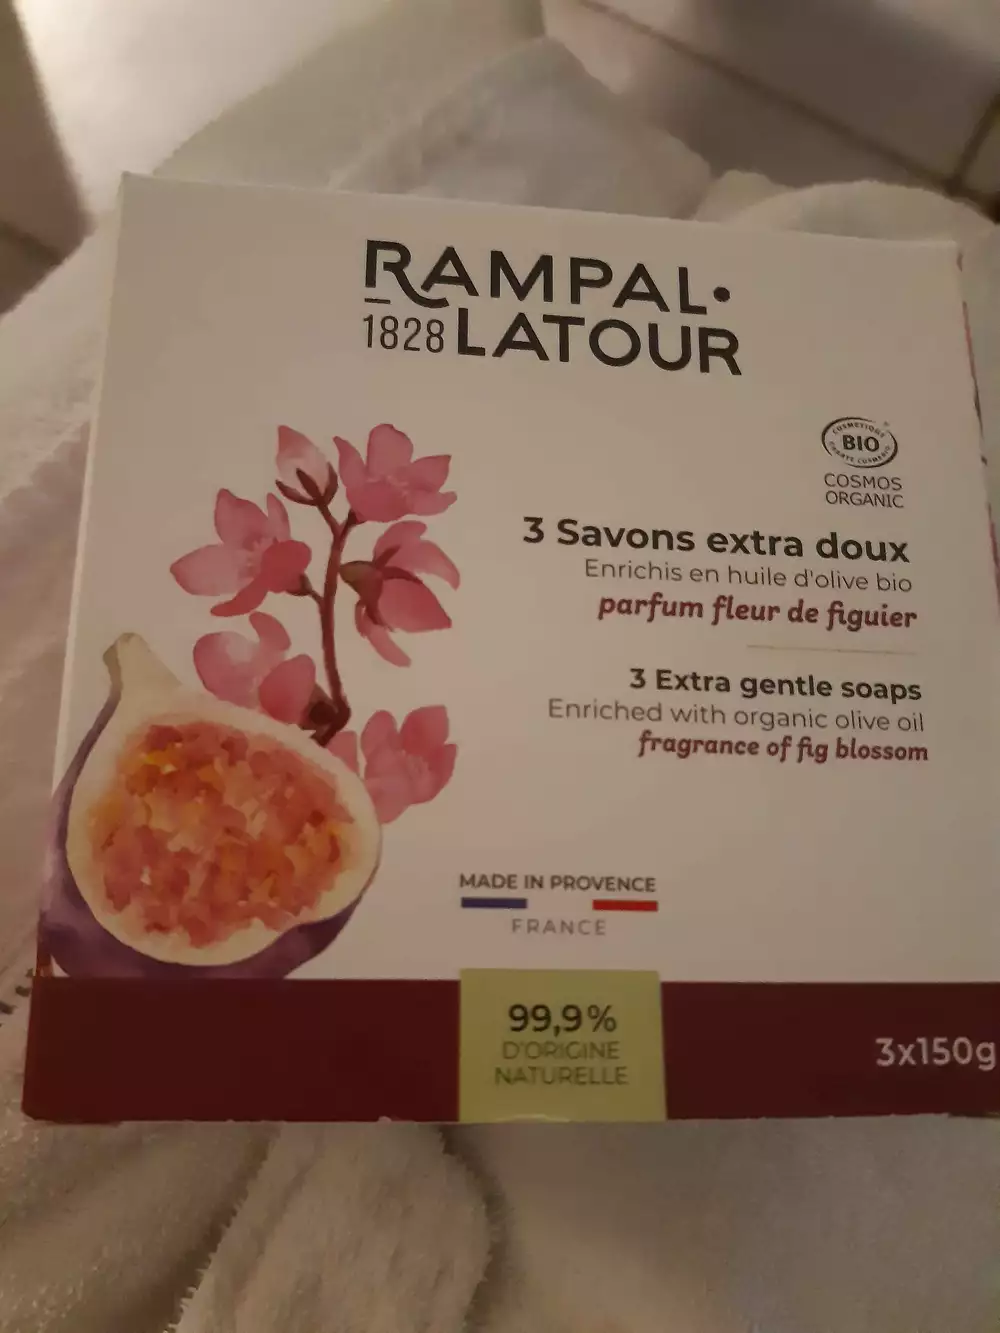 RAMPAL·
1828 LATOUR
COSMETIQUE
BIO
COSMOS
ORGANIC
3 Savons extra doux
Enrichis en huile d'olive bio
parfum fleur de figuier
3 Extra gentle soaps
Enriched with organic olive oil
fragrance of fig blossom
MADE IN PROVENCE
FRANCE
99,9%
D'ORIGINE
NATURELLE
3x150g